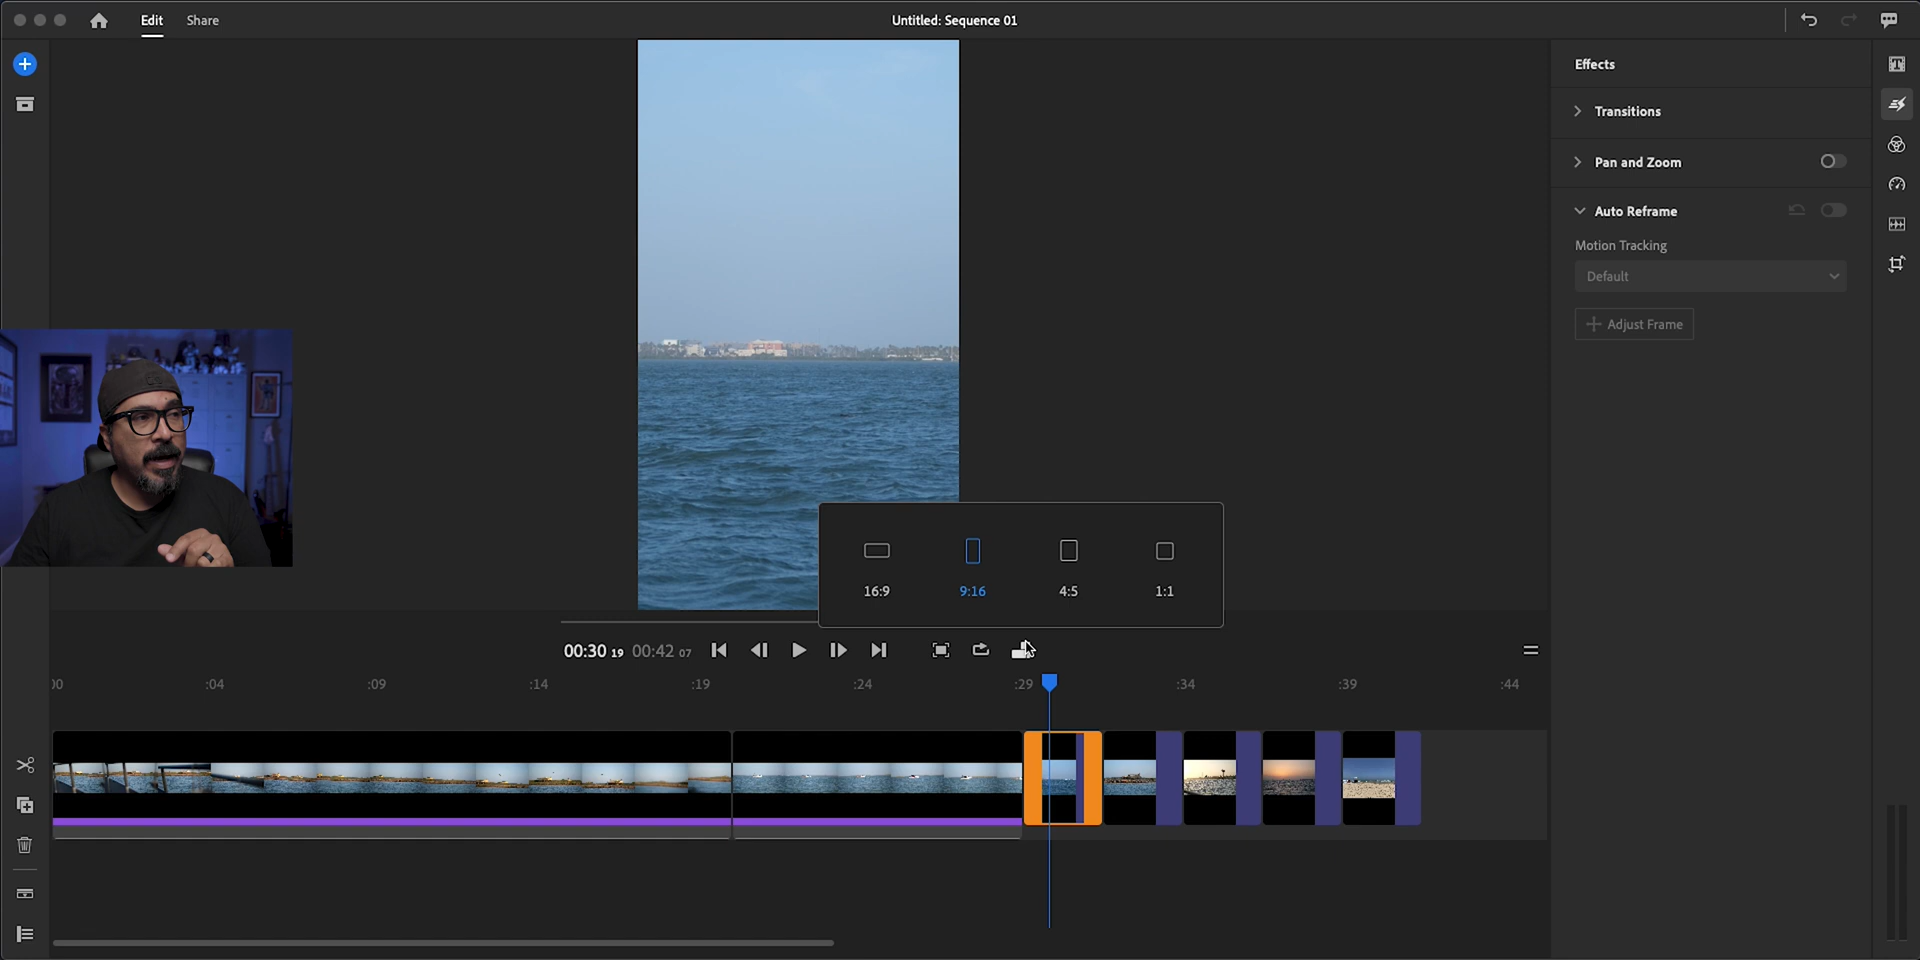 Edit
Share
Untitled: Sequence 01
Effects
Transitions
Pan and Zoom
Auto Reframe
Motion Tracking
Default
Adjust Frame
16:9
9:16
4:5
1:1
00:30 19 00:42 07
00 :04 :09 :14 :19 :24 :29 :34 :39 :44